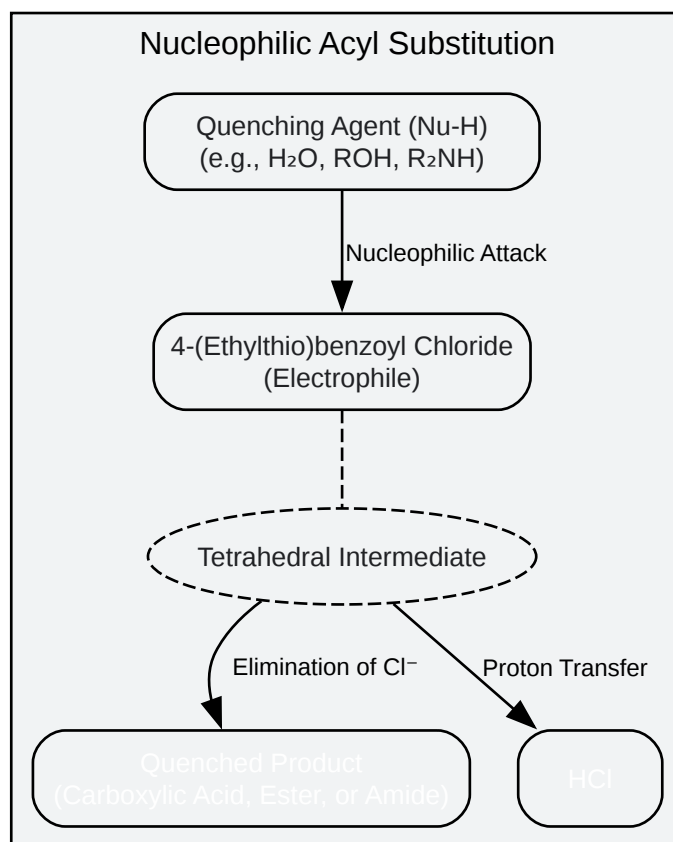 Nucleophilic Acyl Substitution
Quenching Agent (Nu-H)
(e.g., H₂O, ROH, R₂NH)
Nucleophilic Attack
4-(Ethylthio)benzoyl Chloride
(Electrophile)
Tetrahedral Intermediate
Elimination of Cl⁻
Proton Transfer
Quenched Product
(Carboxylic Acid, Ester, or Amide)
HCl